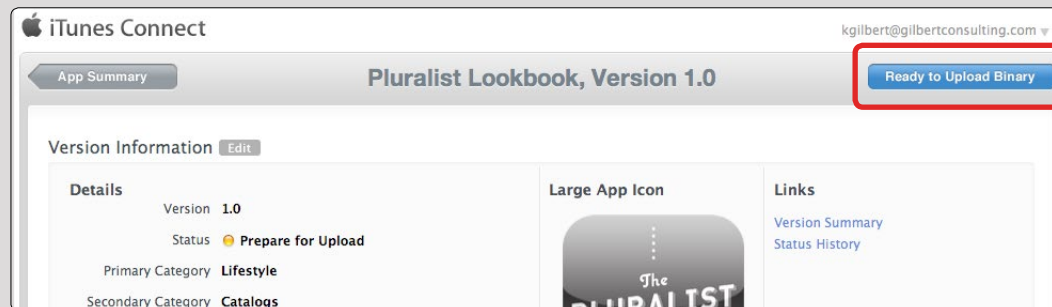 iTunes Connect
kgilbert@gilbertconsulting.com
App Summary
Pluralist Lookbook, Version 1.0
Ready to Upload Binary
Version Information Edit
Details
Version 1.0
Status Prepare for Upload
Primary Category Lifestyle
Secondary Category Catalogs
Large App Icon
The
PLURALIST
Links
Version Summary
Status History